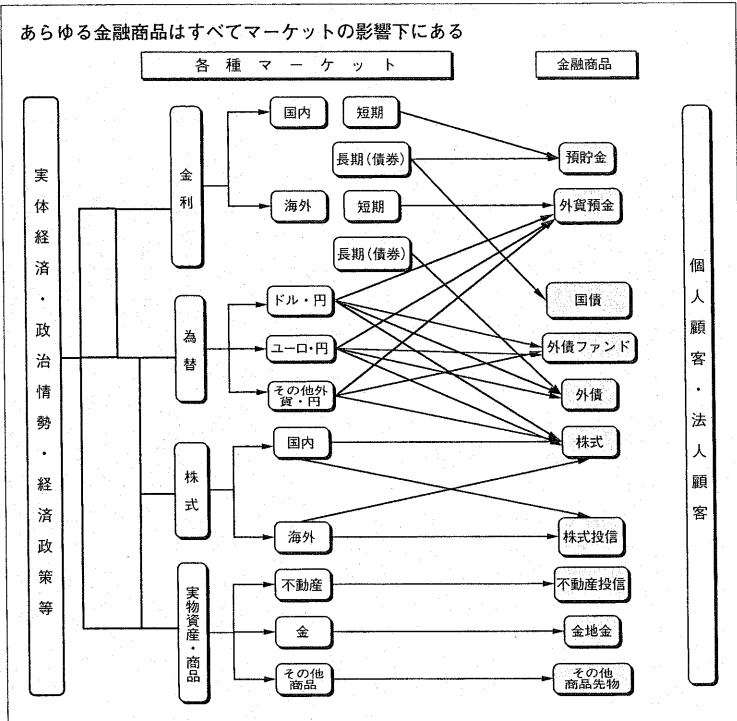 あらゆる金融商品はすべてマーケットの影響下にある
各種マーケット
金融商品
実体経済・政治情勢・経済政策等
金利
国内
短期
長期（債券）
海外
短期
長期（債券）
為替
ドル・円
ユーロ・円
その他外
貨・円
株式
国内
海外
実物資産・商品
不動産
金
その他
商品
預貯金
外貨預金
国債
外債ファンド
外債
株式
株式投信
不動産投信
金地金
その他
商品先物
個人顧客・法人顧客